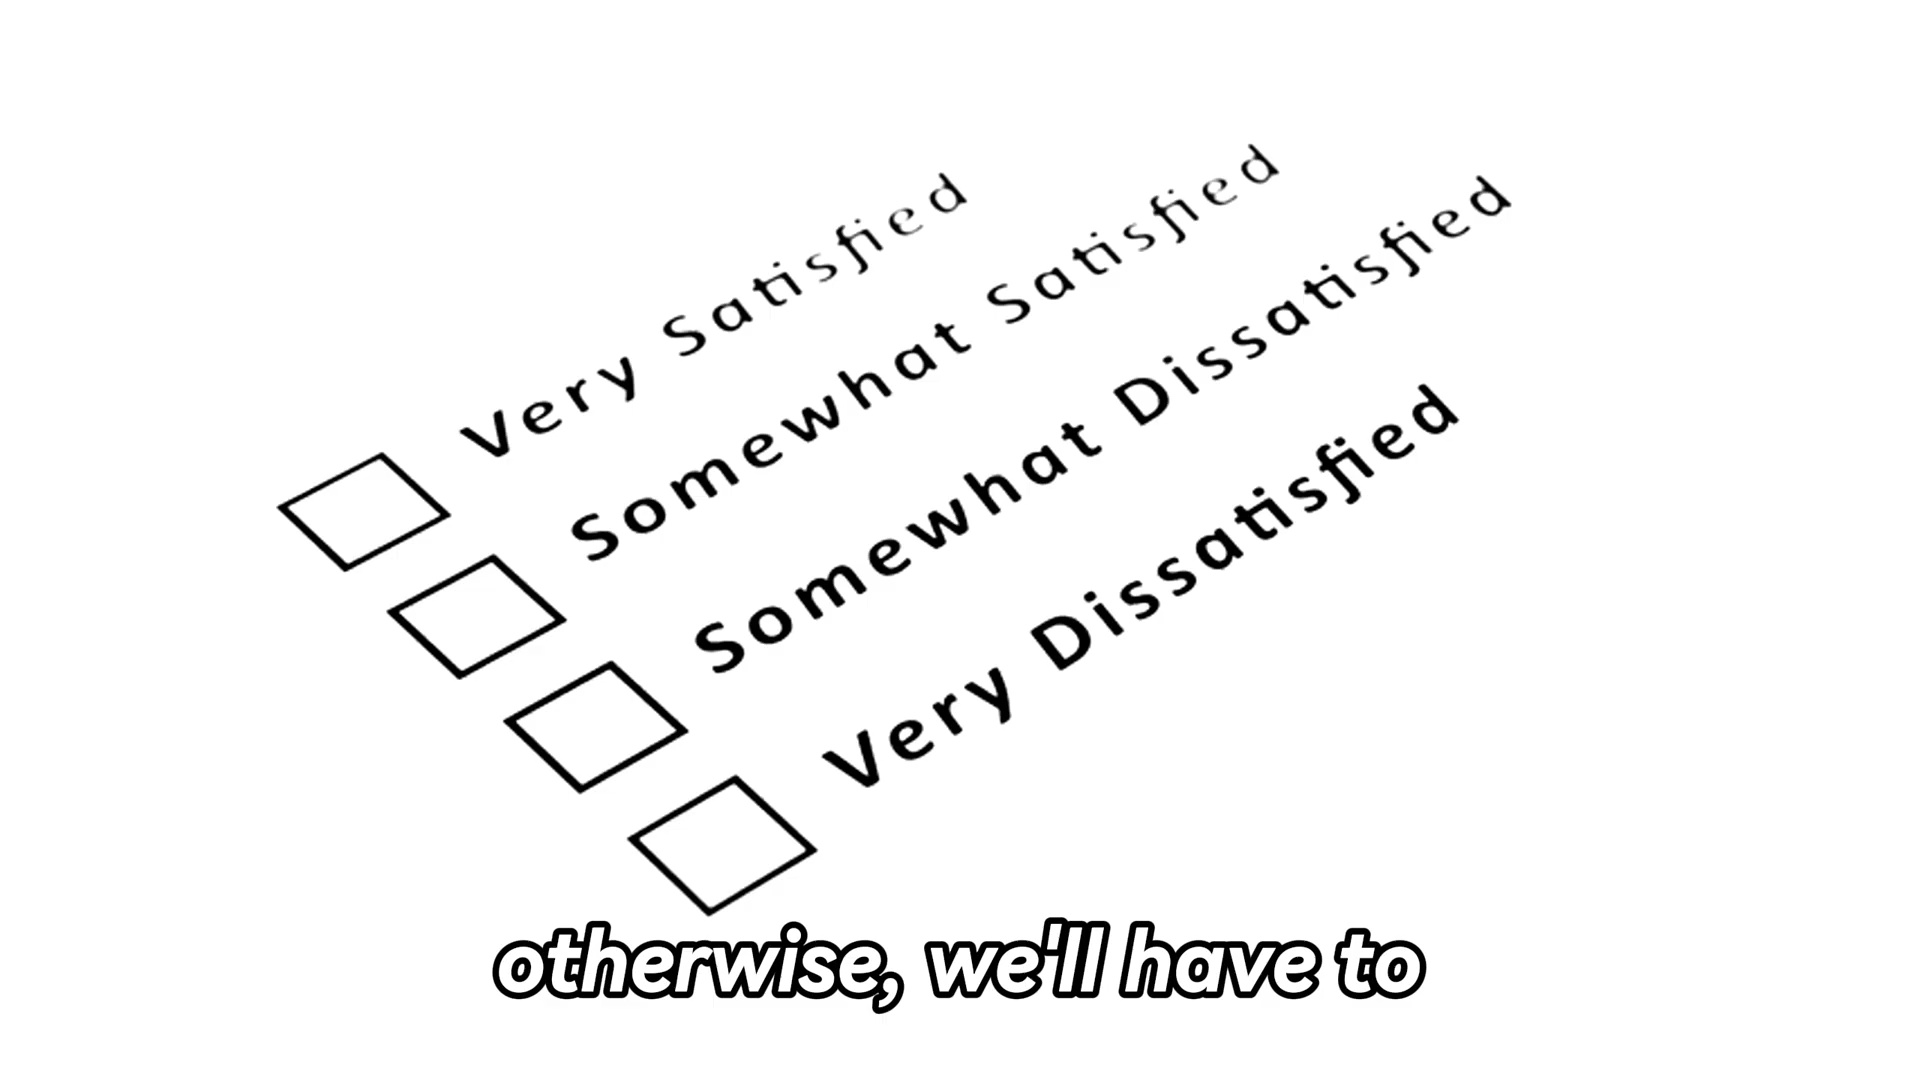 Very Satisfied
Somewhat Satisfied
Somewhat Dissatisfied
Very Dissatisfied
otherwise, we'll have to